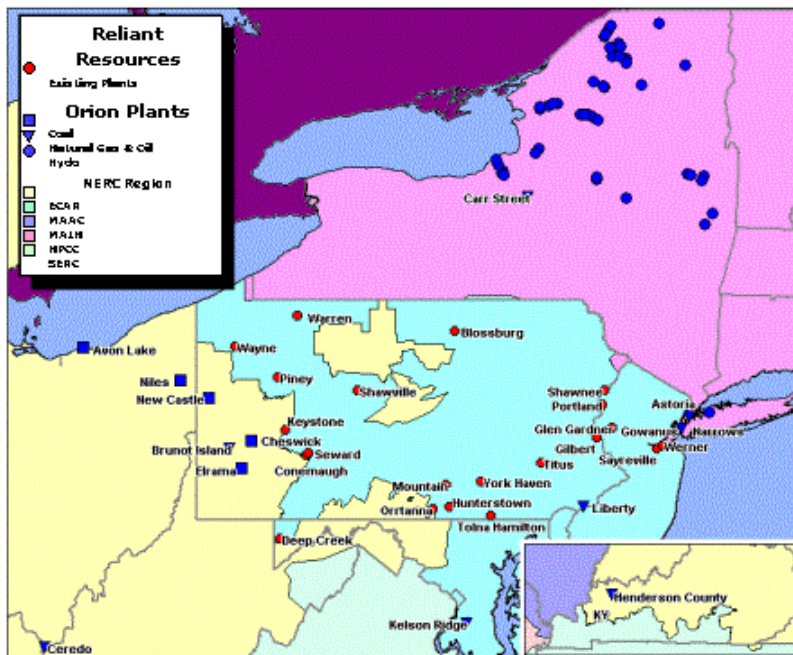 Reliant
Resources
Existing Plants
Orion Plants
Coal
Natural Gas & Oil
Hydo
NERC Region
ECAR
MAAC
MAIN
NPCC
SERC
Carr Street
Warren
Blossburg
Avon Lake
Wayne
Niles
Piney
Shawville
Shawnee
New Castle
Portland
Astoria
Keystone
Glen Gardner
Gowanus
Narrows
Cheswick
Brunot Island
Gilbert
Werner
Seward
Sayreville
Elrama
Conemaugh
Titus
Mountain
York Haven
Hunterstown
Orrtanna
Liberty
Tolna Hamilton
Deep Creek
Henderson County
KY
Kelson Ridge
Ceredo